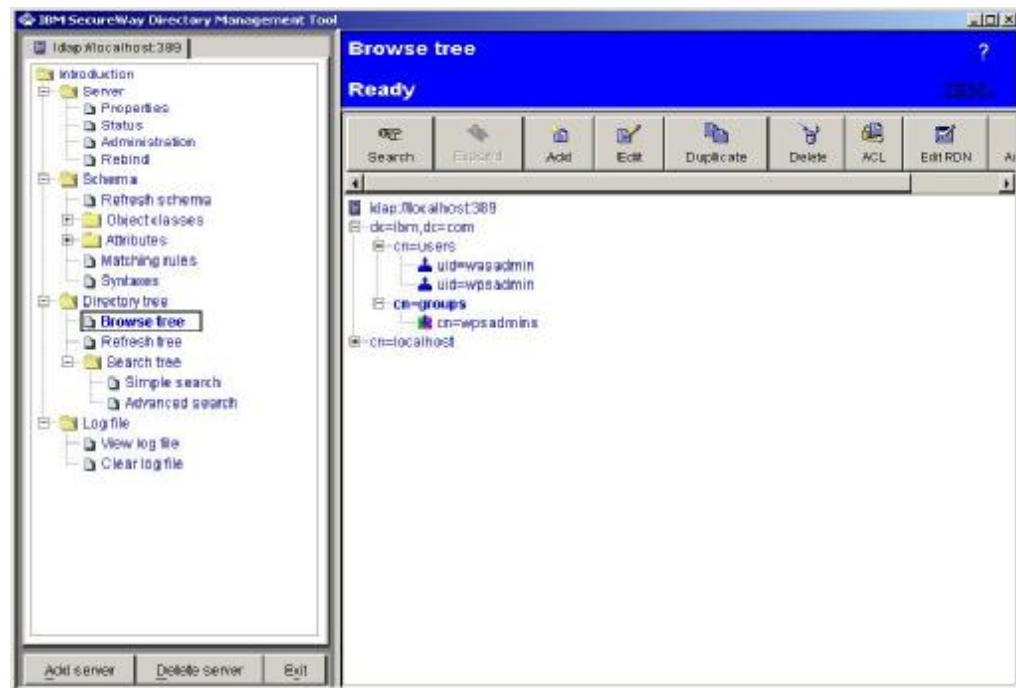 IBM SecureWay Directory Management Tool
ldap://localhost:389
Introduction
Server
Properties
Status
Administration
Rebind
Schema
Refresh schema
Object classes
Attributes
Matching rules
Syntaxes
Directory tree
Browse tree
Refresh tree
Search tree
Simple search
Advanced search
Log file
View log file
Clear log file
Add server
Delete server
Exit
Browse tree
?
Ready
IBM
Search
Expand
Add
Edit
Duplicate
Delete
ACL
Edit RDN
ldap://localhost:389
dc=ibm,dc=com
cn=users
uid=wasadmin
uid=wpsadmin
cn=groups
cn=wpsadmins
cn=localhost